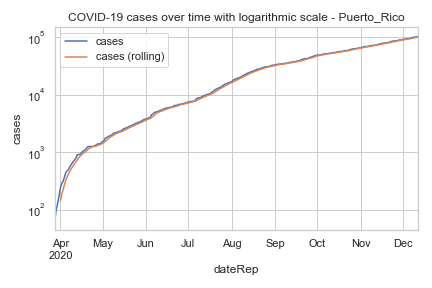 COVID-19 cases over time with logarithmic scale - Puerto_Rico
cases
cases (rolling)
10^5
10^4
10^3
10^2
cases
Apr May Jun Jul Aug Sep Oct Nov Dec
2020
dateRep